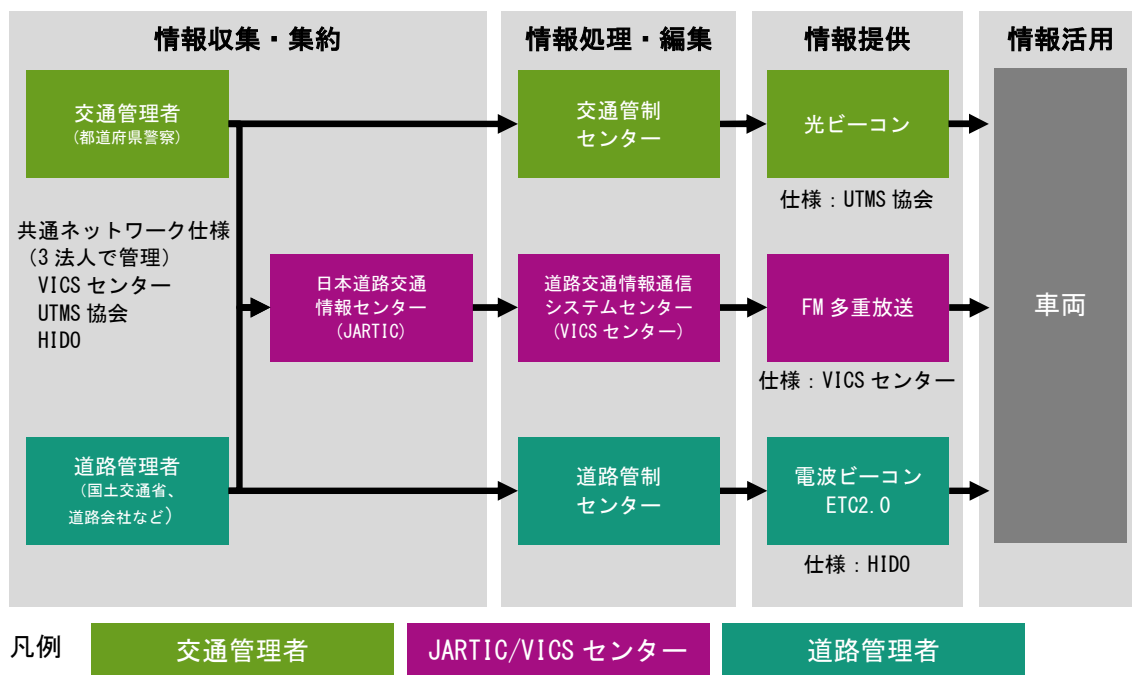 情報収集・集約
情報処理・編集
情報提供
情報活用
交通管理者
(都道府県警察)
交通管制
センター
光ビーコン
仕様：UTMS 協会
共通ネットワーク仕様
（3 法人で管理）
VICS センター
UTMS 協会
HIDO
日本道路交通
情報センター
(JARTIC)
道路交通情報通信
システムセンター
(VICS センター)
FM 多重放送
仕様：VICS センター
車両
道路管理者
(国土交通省、
道路会社など)
道路管制
センター
電波ビーコン
ETC2.0
仕様：HIDO
凡例
交通管理者
JARTIC/VICS センター
道路管理者